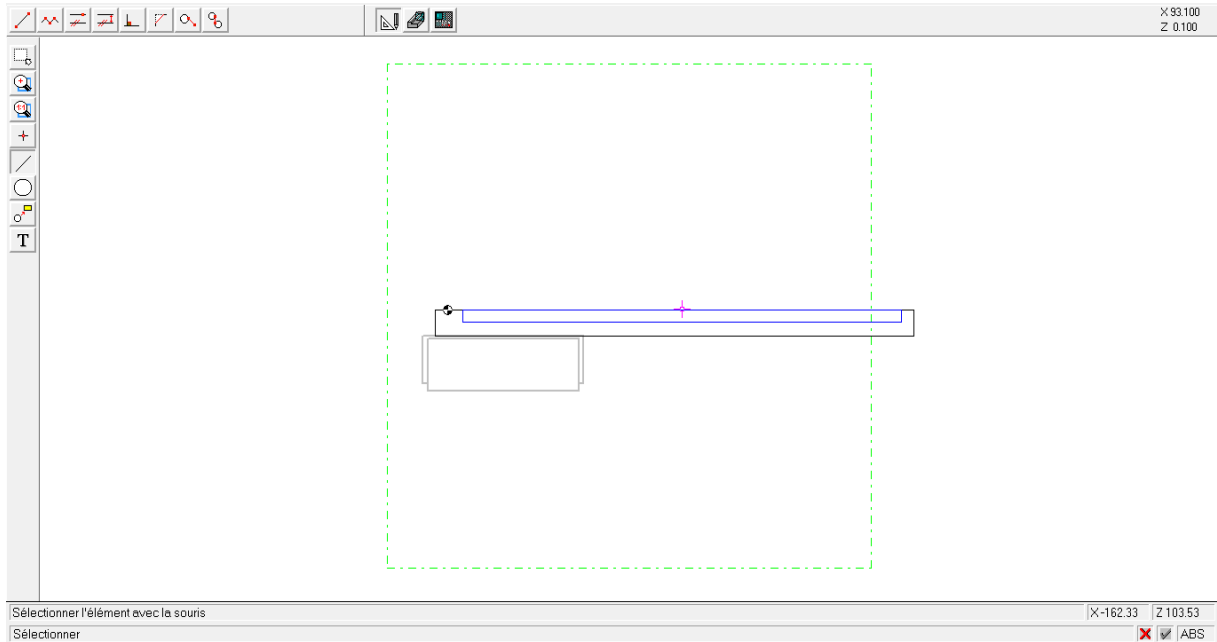 X 93.100
Z 0.100
T
Sélectionner l'élément avec la souris
X -162.33
Z 103.53
Sélectionner
ABS